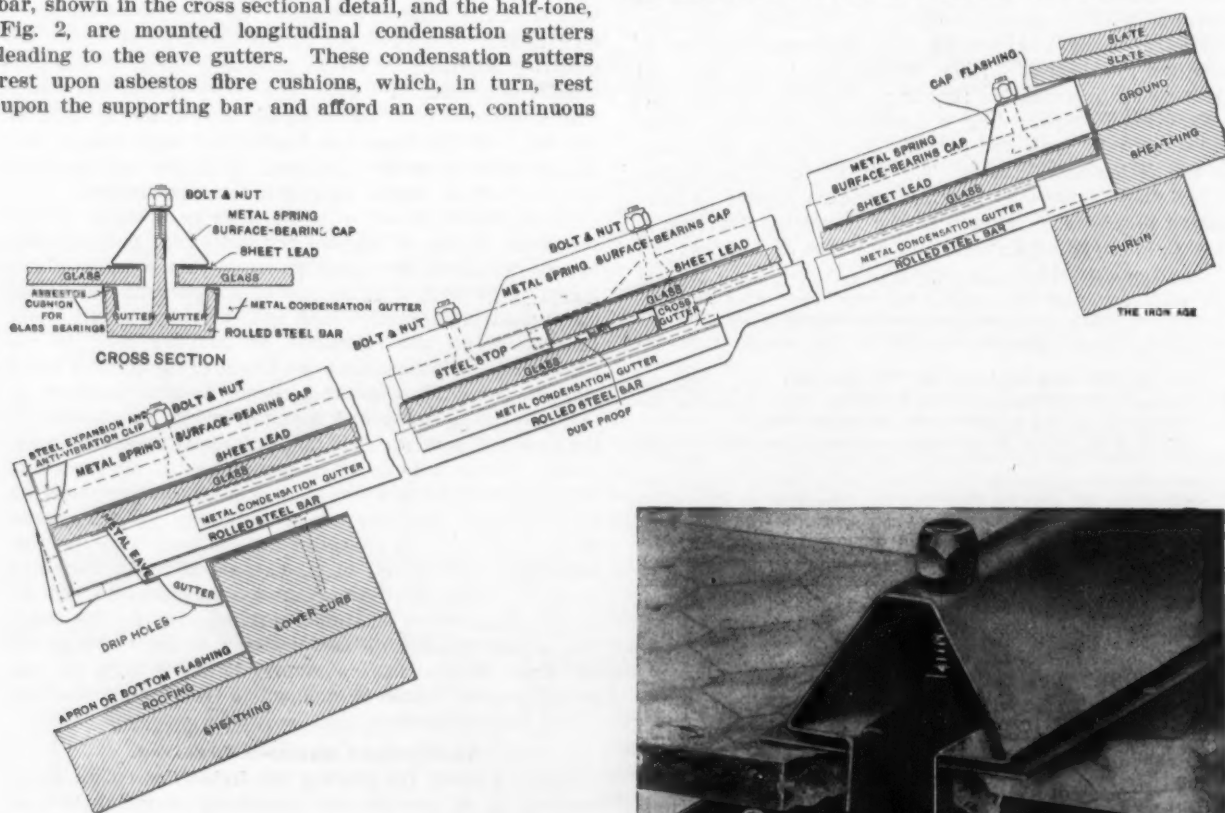 bar, shown in the cross sectional detail, and the half-tone,
Fig. 2, are mounted longitudinal condensation gutters
leading to the eave gutters. These condensation gutters
rest upon asbestos fibre cushions, which, in turn, rest
upon the supporting bar and afford an even, continuous
BOLT & NUT
METAL SPRING
SURFACE-BEARING CAP
SHEET LEAD
GLASS
GLASS
ASBESTOS
CUSHION
FOR
GLASS BEARINGS
GUTTER
GUTTER
METAL CONDENSATION GUTTER
ROLLED STEEL BAR
CROSS SECTION
SLATE
SLATE
CAP FLASHING
GROUND
SHEATHING
METAL SPRING
SURFACE-BEARING CAP
SHEET LEAD
GLASS
METAL CONDENSATION GUTTER
ROLLED STEEL BAR
PURLIN
THE IRON AGE
BOLT & NUT
METAL SPRING SURFACE-BEARING CAP
SHEET LEAD
GLASS
CROSS
GUTTER
BOLT & NUT
STEEL STOP
GLASS
METAL CONDENSATION GUTTER
ROLLED STEEL BAR
DUST PROOF
STEEL EXPANSION AND
ANTI-VIBRATION CLIP
BOLT & NUT
METAL SPRING SURFACE-BEARING CAP
SHEET LEAD
GLASS
METAL CONDENSATION GUTTER
ROLLED STEEL BAR
METAL EAVE
GUTTER
DRIP HOLES
LOWER CURB
APRON OR BOTTOM FLASHING
ROOFING
SHEATHING